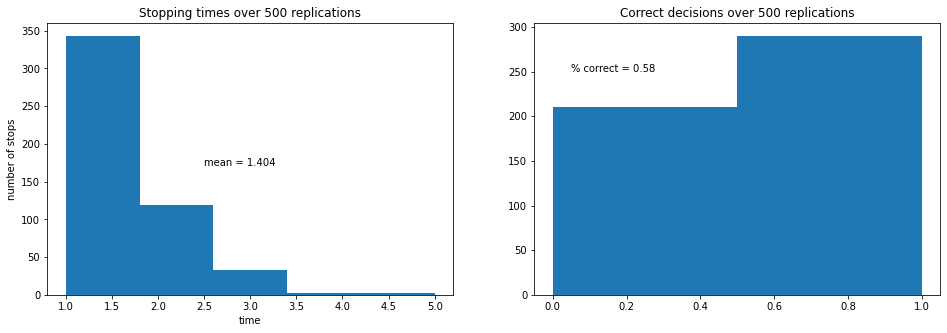 Stopping times over 500 replications
350
300
250
200
150
100
50
0
number of stops
mean = 1.404
1.0 1.5 2.0 2.5 3.0 3.5 4.0 4.5 5.0
time
Correct decisions over 500 replications
300
250
200
150
100
50
0
% correct = 0.58
0.0 0.2 0.4 0.6 0.8 1.0